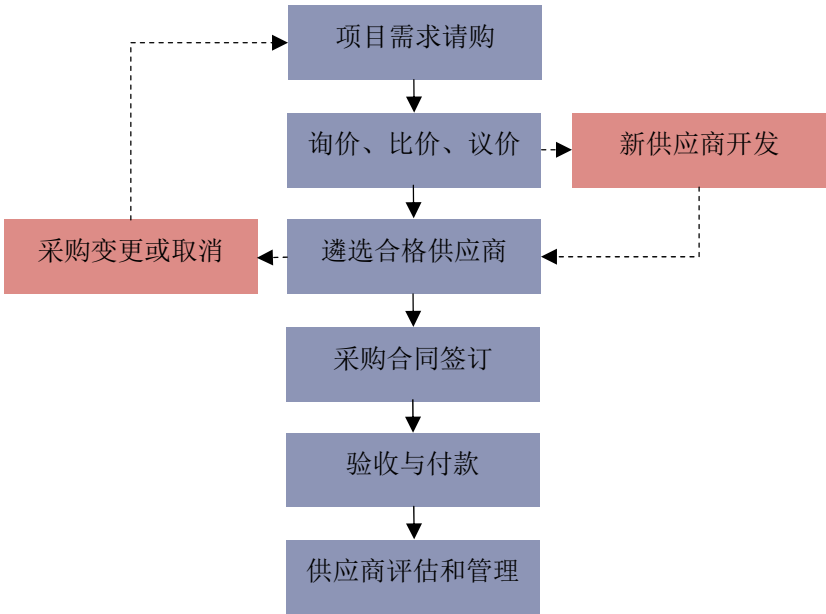 项目需求请购
询价、比价、议价
新供应商开发
采购变更或取消
遴选合格供应商
采购合同签订
验收与付款
供应商评估和管理